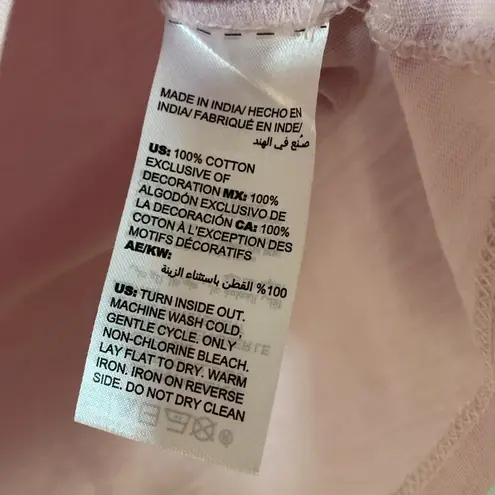 MADE IN INDIA/ HECHO EN
INDIA/ FABRIQUÉ EN INDE/
صُنع في الهند
US: 100% COTTON
EXCLUSIVE OF
DECORATION MX: 100%
ALGODÓN EXCLUSIVO DE
LA DECORACIÓN CA: 100%
COTON À L'EXCEPTION DES
MOTIFS DÉCORATIFS
AE/KW:
100% القطن باستثناء الزينة
US: TURN INSIDE OUT.
MACHINE WASH COLD,
GENTLE CYCLE. ONLY
NON-CHLORINE BLEACH.
LAY FLAT TO DRY. WARM
IRON. IRON ON REVERSE
SIDE. DO NOT DRY CLEAN